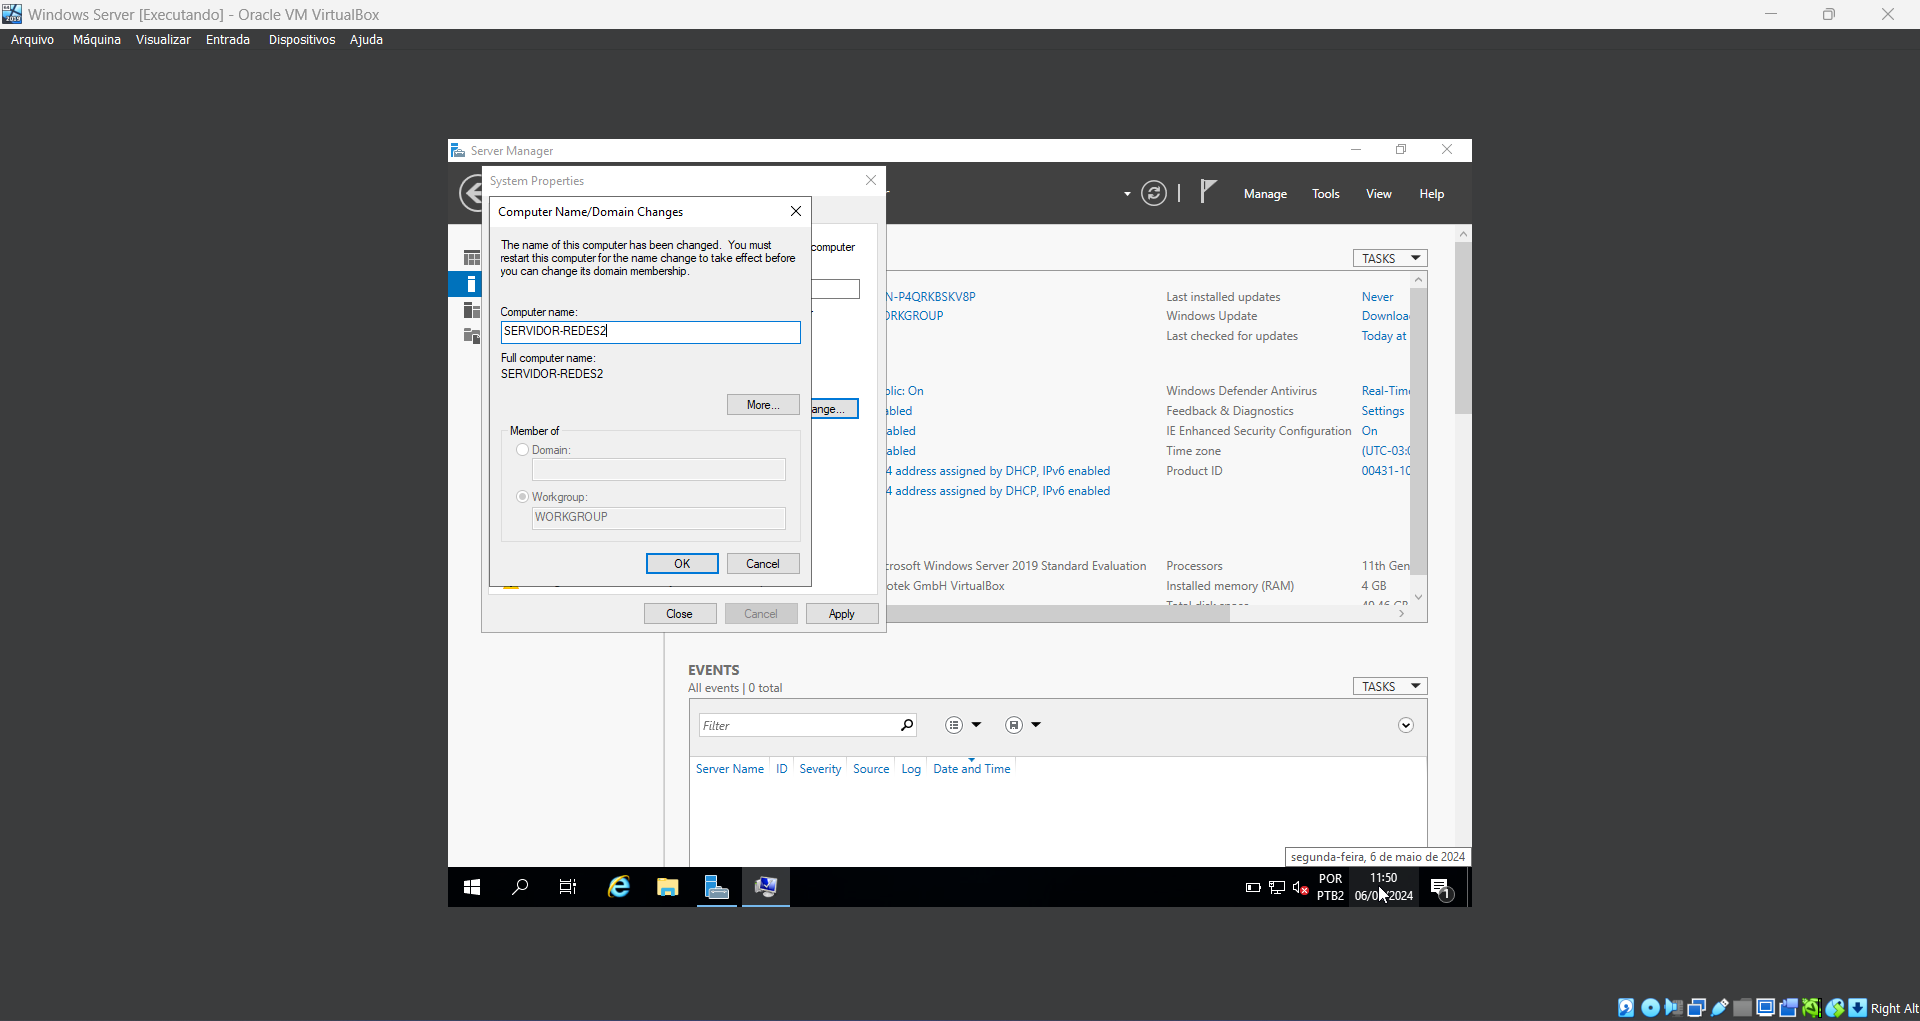 Windows Server [Executando] - Oracle VM VirtualBox
Arquivo Máquina Visualizar Entrada Dispositivos Ajuda
Server Manager
Manage Tools View Help
System Properties
Computer Name/Domain Changes
The name of this computer has been changed. You must
restart this computer for the name change to take effect before
you can change its domain membership.
Computer name:
SERVIDOR-REDES2
Full computer name:
SERVIDOR-REDES2
More...
Member of
Domain:
Workgroup:
WORKGROUP
OK Cancel
computer
ange...
Close Cancel Apply
TASKS
N-P4QRKBSKV8P Last installed updates Never
ORKGROUP Windows Update Downloa
Last checked for updates Today at
blic: On Windows Defender Antivirus Real-Time
abled Feedback & Diagnostics Settings
abled IE Enhanced Security Configuration On
abled Time zone (UTC-03:0
4 address assigned by DHCP, IPv6 enabled Product ID 00431-10
4 address assigned by DHCP, IPv6 enabled
crosoft Windows Server 2019 Standard Evaluation Processors 11th Gen
otek GmbH VirtualBox Installed memory (RAM) 4 GB
EVENTS
All events | 0 total
TASKS
Filter
Server Name ID Severity Source Log Date and Time
segunda-feira, 6 de maio de 2024
POR
PTB2
11:50
1
Right Alt